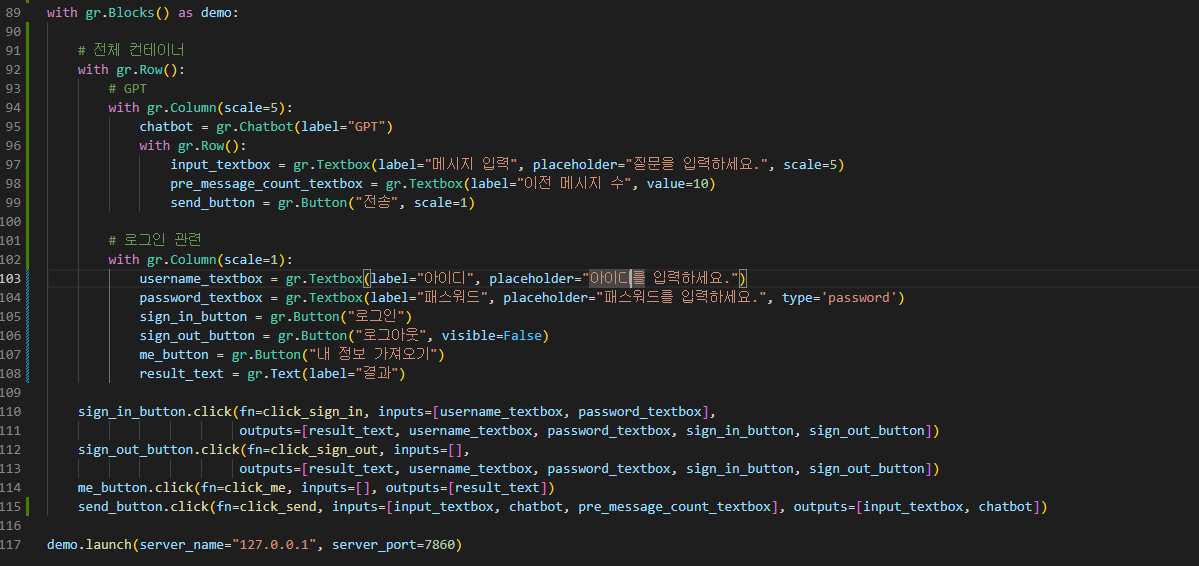 89 with gr.Blocks() as demo:
90
91 # 전체 컨테이너
92 with gr.Row():
93 # GPT
94 with gr.Column(scale=5):
95 chatbot = gr.Chatbot(label="GPT")
96 with gr.Row():
97 input_textbox = gr.Textbox(label="메시지 입력", placeholder="질문을 입력하세요.", scale=5)
98 pre_message_count_textbox = gr.Textbox(label="이전 메시지 수", value=10)
99 send_button = gr.Button("전송", scale=1)
100
101 # 로그인 관련
102 with gr.Column(scale=1):
103 username_textbox = gr.Textbox(label="아이디", placeholder="아이디를 입력하세요.")
104 password_textbox = gr.Textbox(label="패스워드", placeholder="패스워드를 입력하세요.", type='password')
105 sign_in_button = gr.Button("로그인")
106 sign_out_button = gr.Button("로그아웃", visible=False)
107 me_button = gr.Button("내 정보 가져오기")
108 result_text = gr.Text(label="결과")
109
110 sign_in_button.click(fn=click_sign_in, inputs=[username_textbox, password_textbox],
111 outputs=[result_text, username_textbox, password_textbox, sign_in_button, sign_out_button])
112 sign_out_button.click(fn=click_sign_out, inputs=[],
113 outputs=[result_text, username_textbox, password_textbox, sign_in_button, sign_out_button])
114 me_button.click(fn=click_me, inputs=[], outputs=[result_text])
115 send_button.click(fn=click_send, inputs=[input_textbox, chatbot, pre_message_count_textbox], outputs=[input_textbox, chatbot])
116
117 demo.launch(server_name="127.0.0.1", server_port=7860)